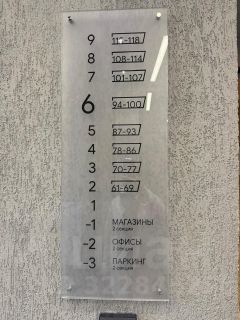 9 111-118
8 108-114
7 101-107
6 94-100
5 87-93
4 78-86
3 70-77
2 61-69
1
-1 МАГАЗИНЫ
2 секция
-2 ОФИСЫ
2 секция
-3 ПАРКИНГ
2 секция